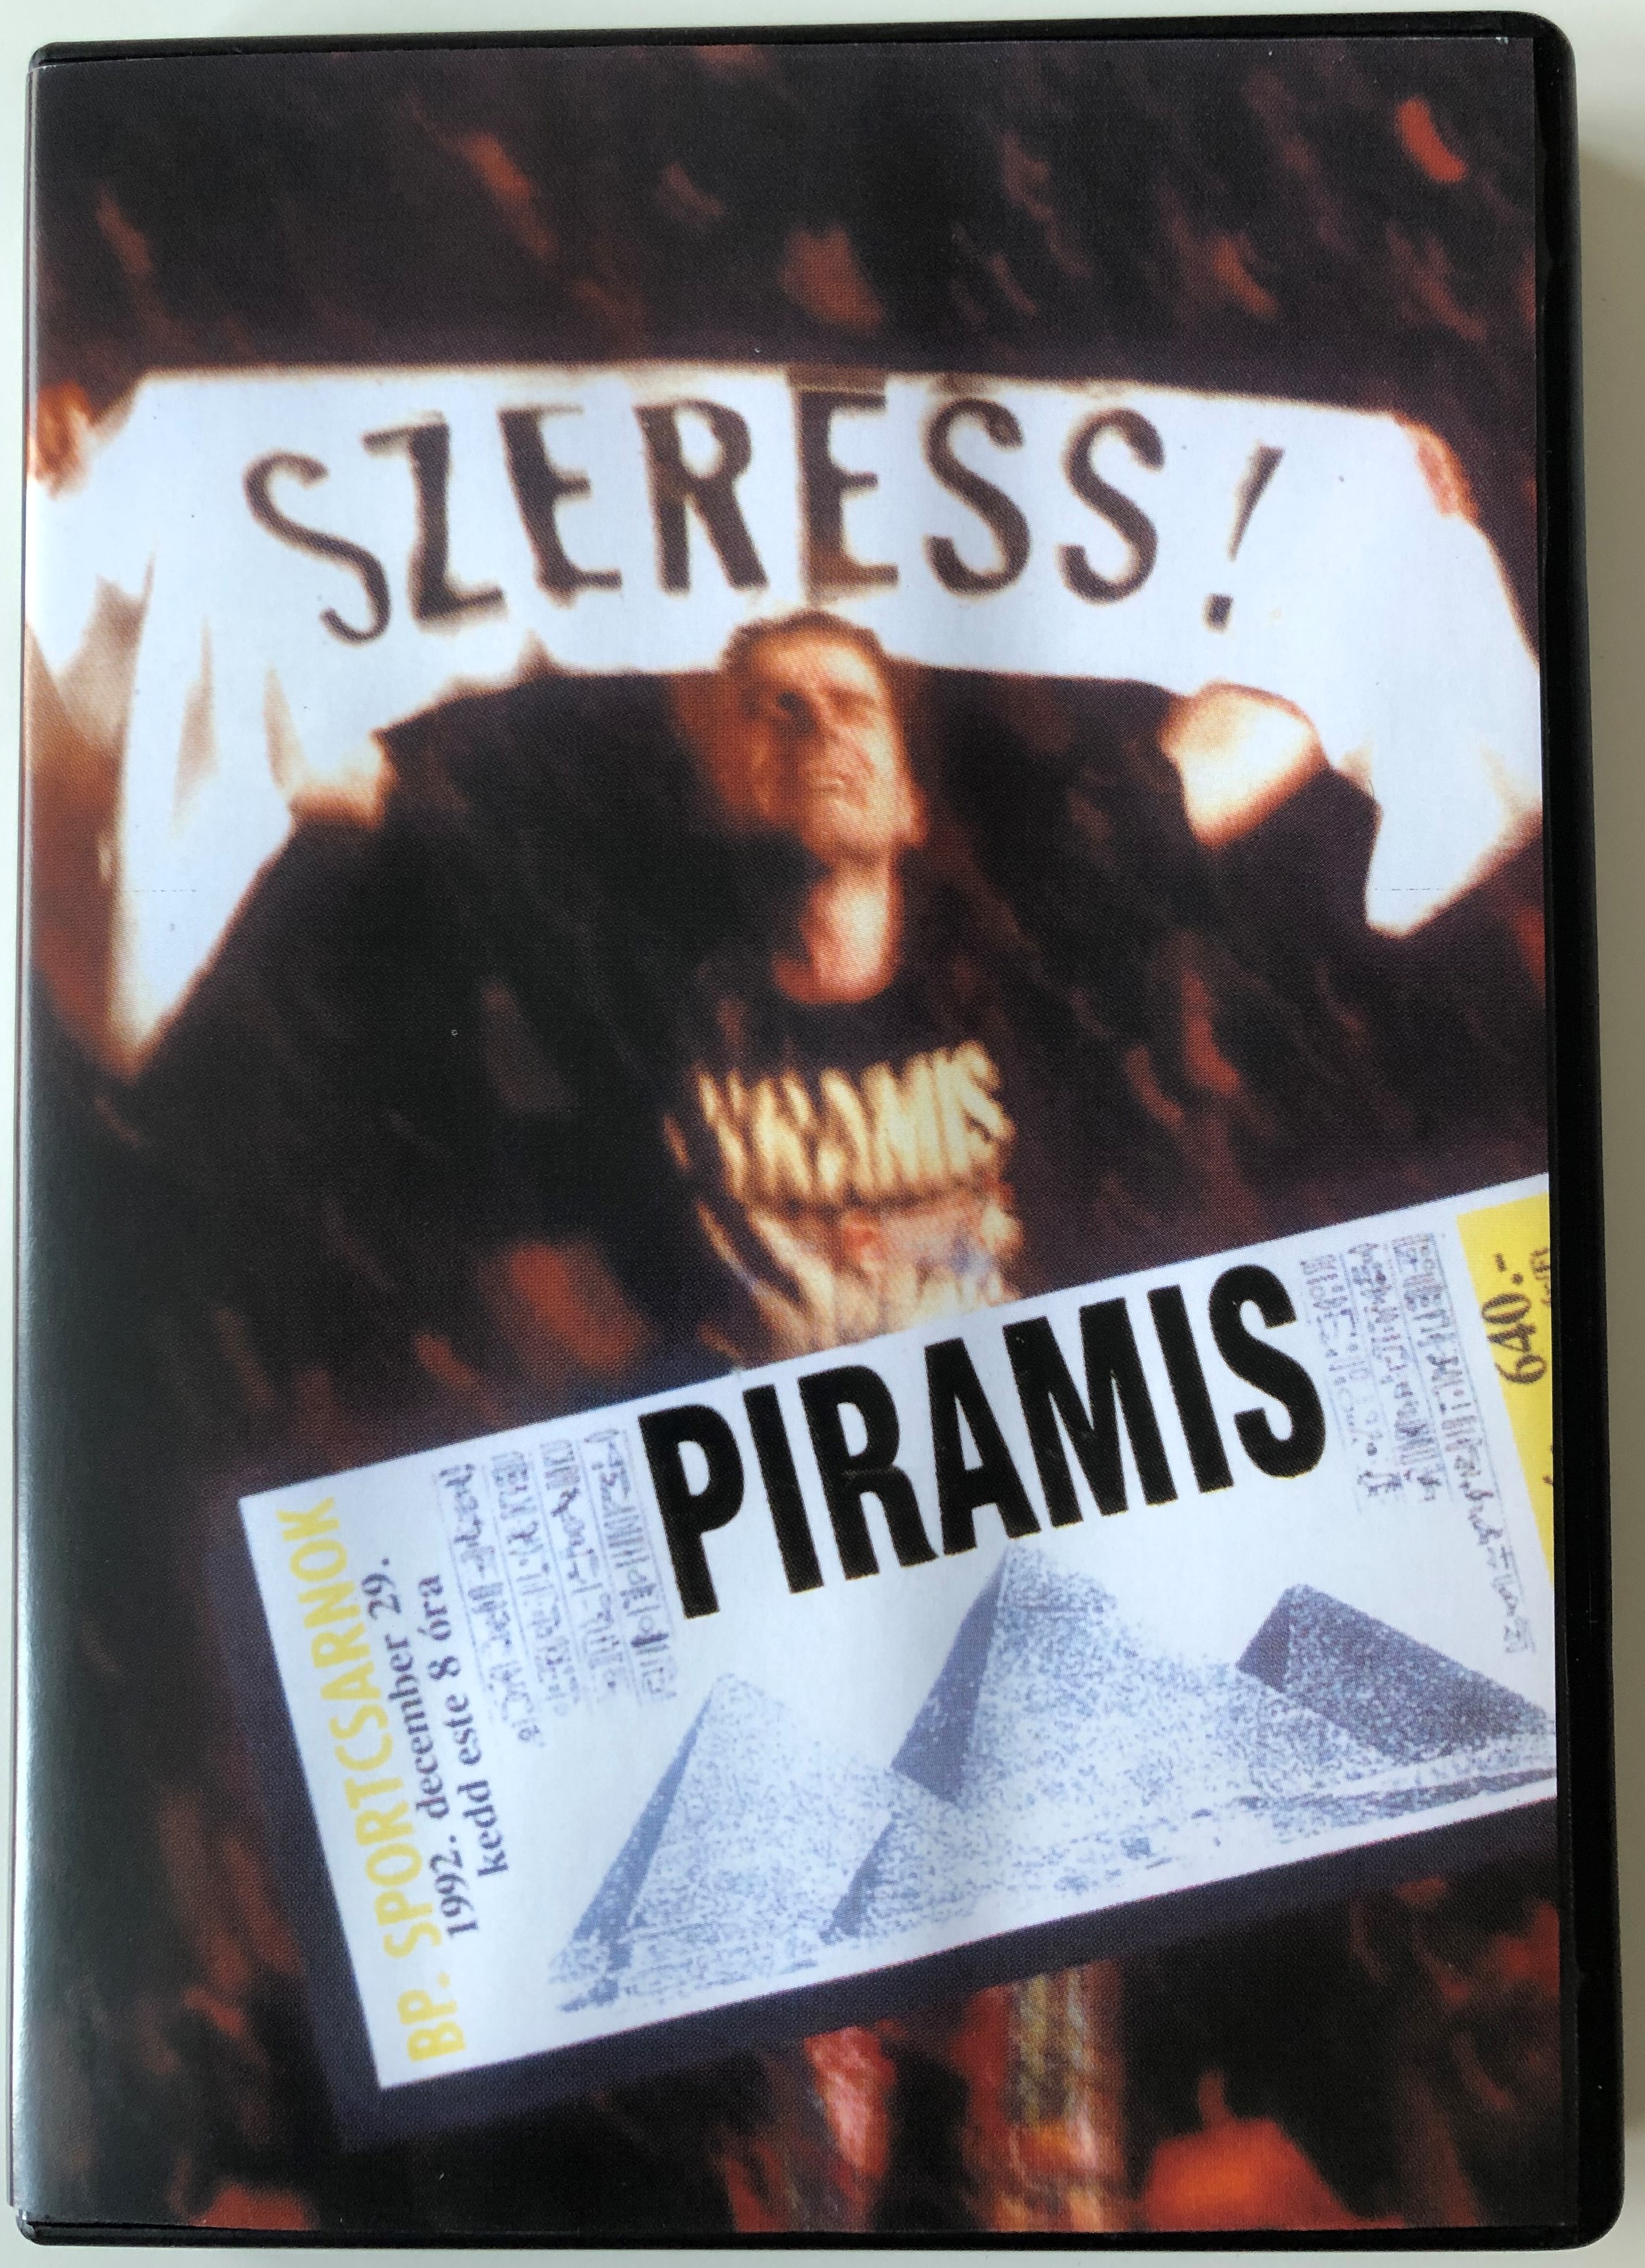 SZERESS!
PIRAMIS
PIRAMIS
640.-
BP. SPORTCSARNOK
1992. december 29.
kedd este 8 óra